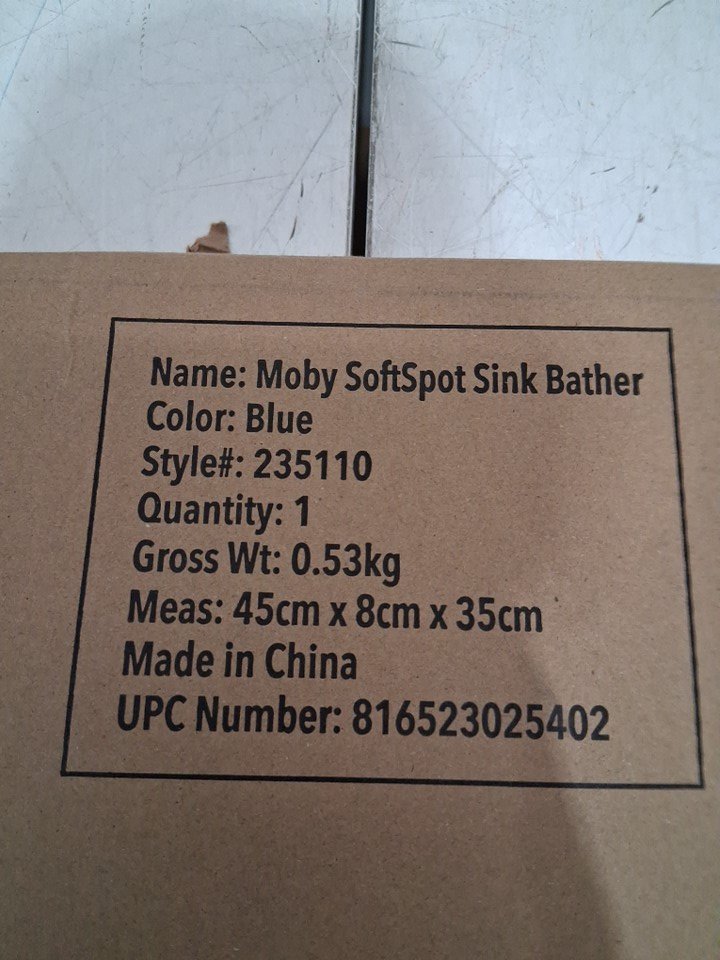 Name: Moby SoftSpot Sink Bather
Color: Blue
Style#: 235110
Quantity: 1
Gross Wt: 0.53kg
Meas: 45cm x 8cm x 35cm
Made in China
UPC Number: 816523025402